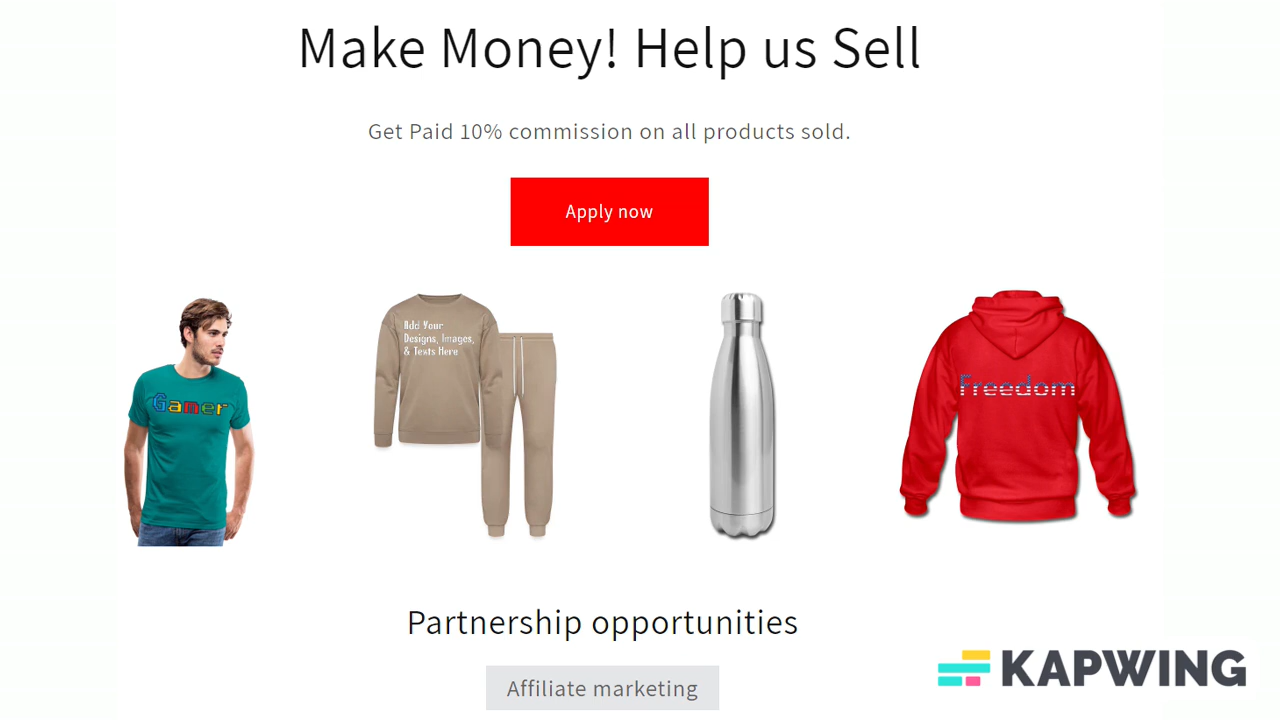 Make Money! Help us Sell
Get Paid 10% commission on all products sold.
Apply now
Gamer
Add Your
Designs, Images,
& Texts Here
Freedom
Partnership opportunities
Affiliate marketing
KAPWING